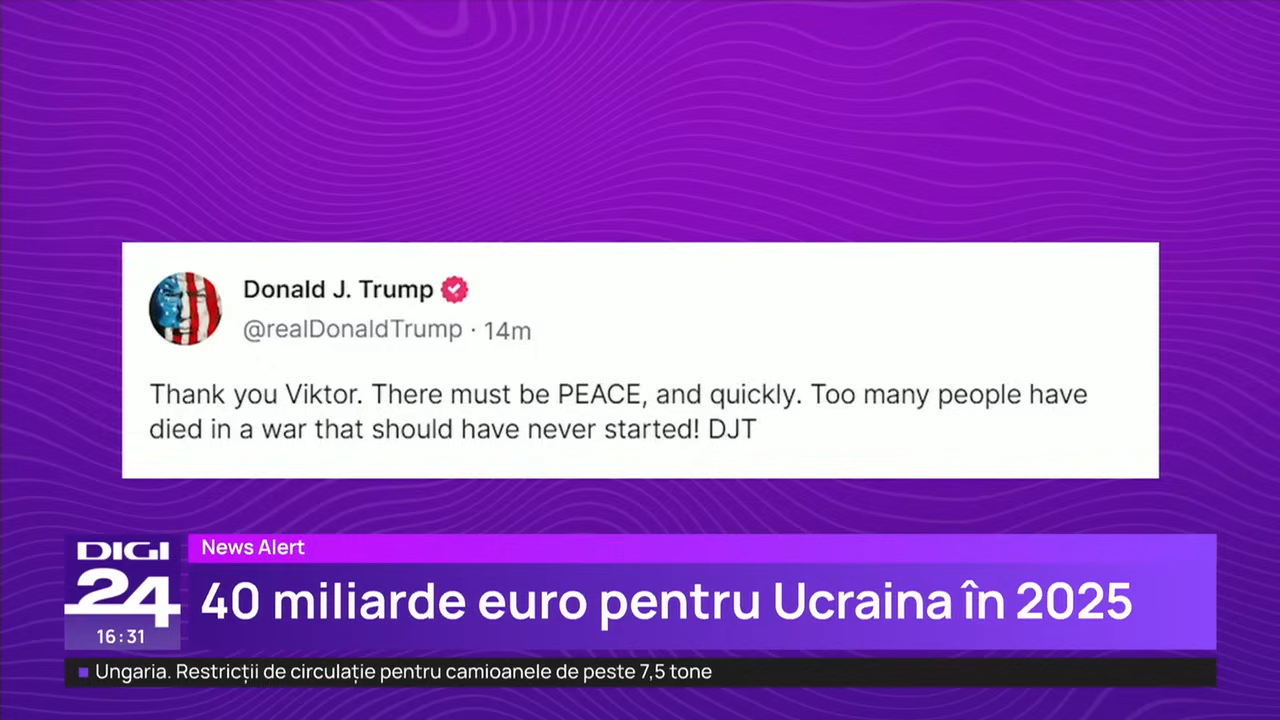 Donald J. Trump
@realDonaldTrump · 14m
Thank you Viktor. There must be PEACE, and quickly. Too many people have
died in a war that should have never started! DJT
DIGI
24
16:31
News Alert
40 miliarde euro pentru Ucraina în 2025
Ungaria. Restricții de circulație pentru camioanele de peste 7,5 tone